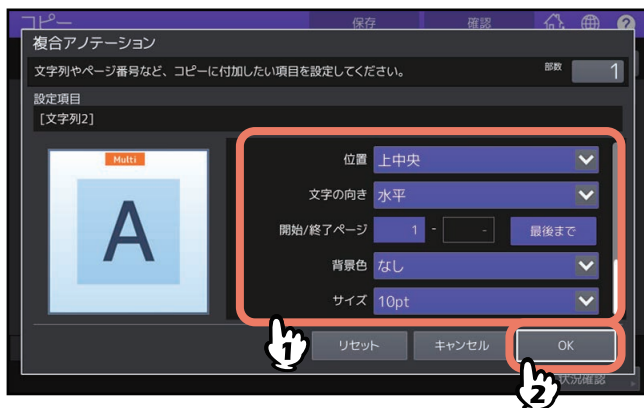 コピー 保存 確認
複合アノテーション
文字列やページ番号など、コピーに付加したい項目を設定してください。 部数 1
設定項目
[文字列2]
Multi
A
位置 上中央
文字の向き 水平
開始/終了ページ 1 - - 最後まで
背景色 なし
サイズ 10pt
1
リセット キャンセル OK
2
状況確認